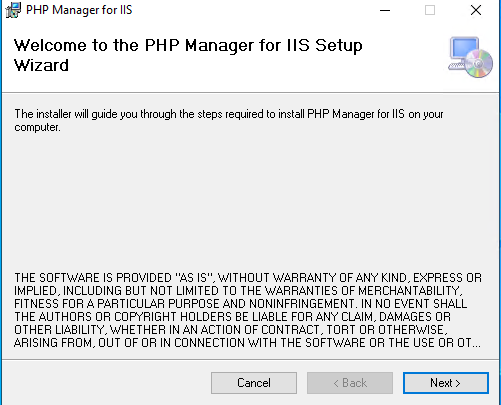 PHP Manager for IIS
Welcome to the PHP Manager for IIS Setup
Wizard
The installer will guide you through the steps required to install PHP Manager for IIS on your
computer.
THE SOFTWARE IS PROVIDED "AS IS", WITHOUT WARRANTY OF ANY KIND, EXPRESS OR
IMPLIED, INCLUDING BUT NOT LIMITED TO THE WARRANTIES OF MERCHANTABILITY,
FITNESS FOR A PARTICULAR PURPOSE AND NONINFRINGEMENT. IN NO EVENT SHALL
THE AUTHORS OR COPYRIGHT HOLDERS BE LIABLE FOR ANY CLAIM, DAMAGES OR
OTHER LIABILITY, WHETHER IN AN ACTION OF CONTRACT, TORT OR OTHERWISE,
ARISING FROM, OUT OF OR IN CONNECTION WITH THE SOFTWARE OR THE USE OR OT...
Cancel
< Back
Next >